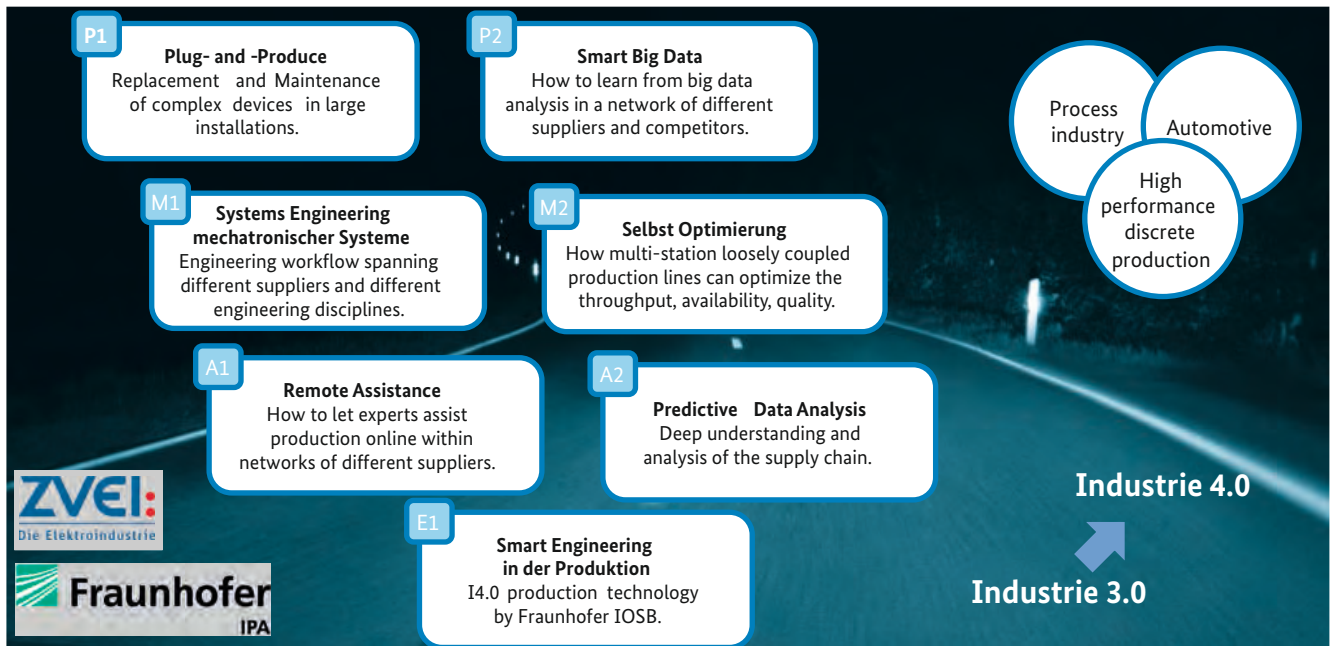 P1
Plug- and -Produce
Replacement and Maintenance
of complex devices in large
installations.
P2
Smart Big Data
How to learn from big data
analysis in a network of different
suppliers and competitors.
Process
industry
Automotive
High
performance
discrete
production
M1
Systems Engineering
mechatronischer Systeme
Engineering workflow spanning
different suppliers and different
engineering disciplines.
M2
Selbst Optimierung
How multi-station loosely coupled
production lines can optimize the
throughput, availability, quality.
A1
Remote Assistance
How to let experts assist
production online within
networks of different suppliers.
A2
Predictive Data Analysis
Deep understanding and
analysis of the supply chain.
E1
Smart Engineering
in der Produktion
I4.0 production technology
by Fraunhofer IOSB.
ZVEI:
Die Elektroindustrie
Fraunhofer
IPA
Industrie 4.0
Industrie 3.0